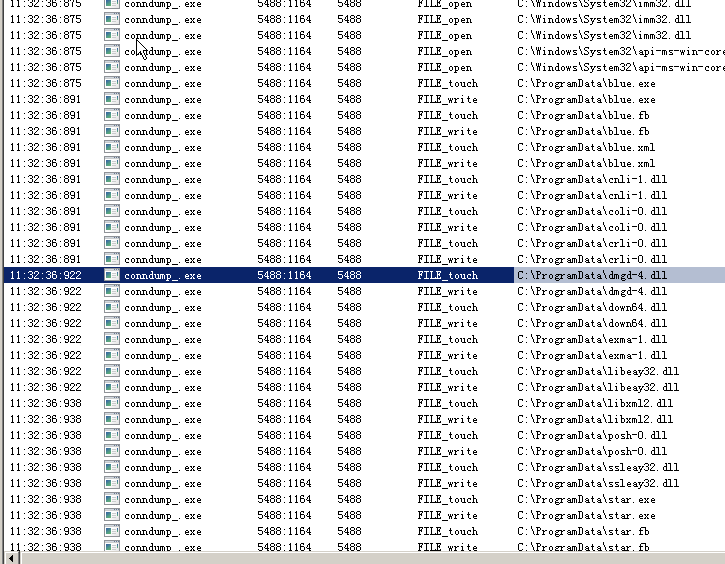 11:32:36:875 conndump_.exe 5488 5488 FILE_open C:\Windows\System32\imm32.dll
11:32:36:875 conndump_.exe 5488 5488 FILE_open C:\Windows\System32\imm32.dll
11:32:36:875 conndump_.exe 5488 5488 FILE_open C:\Windows\System32\imm32.dll
11:32:36:875 conndump_.exe 5488 5488 FILE_open C:\Windows\System32\api-ms-win-core
11:32:36:875 conndump_.exe 5488 5488 FILE_open C:\Windows\System32\api-ms-win-core
11:32:36:875 conndump_.exe 5488:1164 5488 FILE_touch C:\ProgramData\blue.exe
11:32:36:891 conndump_.exe 5488:1164 5488 FILE_write C:\ProgramData\blue.exe
11:32:36:891 conndump_.exe 5488:1164 5488 FILE_touch C:\ProgramData\blue.fb
11:32:36:891 conndump_.exe 5488:1164 5488 FILE_write C:\ProgramData\blue.fb
11:32:36:891 conndump_.exe 5488:1164 5488 FILE_touch C:\ProgramData\blue.xml
11:32:36:891 conndump_.exe 5488:1164 5488 FILE_write C:\ProgramData\blue.xml
11:32:36:891 conndump_.exe 5488:1164 5488 FILE_touch C:\ProgramData\cnli-1.dll
11:32:36:891 conndump_.exe 5488:1164 5488 FILE_write C:\ProgramData\cnli-1.dll
11:32:36:891 conndump_.exe 5488:1164 5488 FILE_touch C:\ProgramData\coli-0.dll
11:32:36:891 conndump_.exe 5488:1164 5488 FILE_write C:\ProgramData\coli-0.dll
11:32:36:891 conndump_.exe 5488:1164 5488 FILE_touch C:\ProgramData\crli-0.dll
11:32:36:891 conndump_.exe 5488:1164 5488 FILE_write C:\ProgramData\crli-0.dll
11:32:36:922 conndump_.exe 5488:1164 5488 FILE_touch C:\ProgramData\dmgd-4.dll
11:32:36:922 conndump_.exe 5488:1164 5488 FILE_write C:\ProgramData\dmgd-4.dll
11:32:36:922 conndump_.exe 5488:1164 5488 FILE_touch C:\ProgramData\down64.dll
11:32:36:922 conndump_.exe 5488:1164 5488 FILE_write C:\ProgramData\down64.dll
11:32:36:922 conndump_.exe 5488:1164 5488 FILE_touch C:\ProgramData\exma-1.dll
11:32:36:922 conndump_.exe 5488:1164 5488 FILE_write C:\ProgramData\exma-1.dll
11:32:36:922 conndump_.exe 5488:1164 5488 FILE_touch C:\ProgramData\libeay32.dll
11:32:36:922 conndump_.exe 5488:1164 5488 FILE_write C:\ProgramData\libeay32.dll
11:32:36:938 conndump_.exe 5488:1164 5488 FILE_touch C:\ProgramData\libxml2.dll
11:32:36:938 conndump_.exe 5488:1164 5488 FILE_write C:\ProgramData\libxml2.dll
11:32:36:938 conndump_.exe 5488:1164 5488 FILE_touch C:\ProgramData\posh-0.dll
11:32:36:938 conndump_.exe 5488:1164 5488 FILE_write C:\ProgramData\posh-0.dll
11:32:36:938 conndump_.exe 5488:1164 5488 FILE_touch C:\ProgramData\ssleay32.dll
11:32:36:938 conndump_.exe 5488:1164 5488 FILE_write C:\ProgramData\ssleay32.dll
11:32:36:938 conndump_.exe 5488:1164 5488 FILE_touch C:\ProgramData\star.exe
11:32:36:938 conndump_.exe 5488:1164 5488 FILE_write C:\ProgramData\star.exe
11:32:36:938 conndump_.exe 5488:1164 5488 FILE_touch C:\ProgramData\star.fb
11:32:36:938 conndump_.exe 5488:1164 5488 FILE_write C:\ProgramData\star.fb